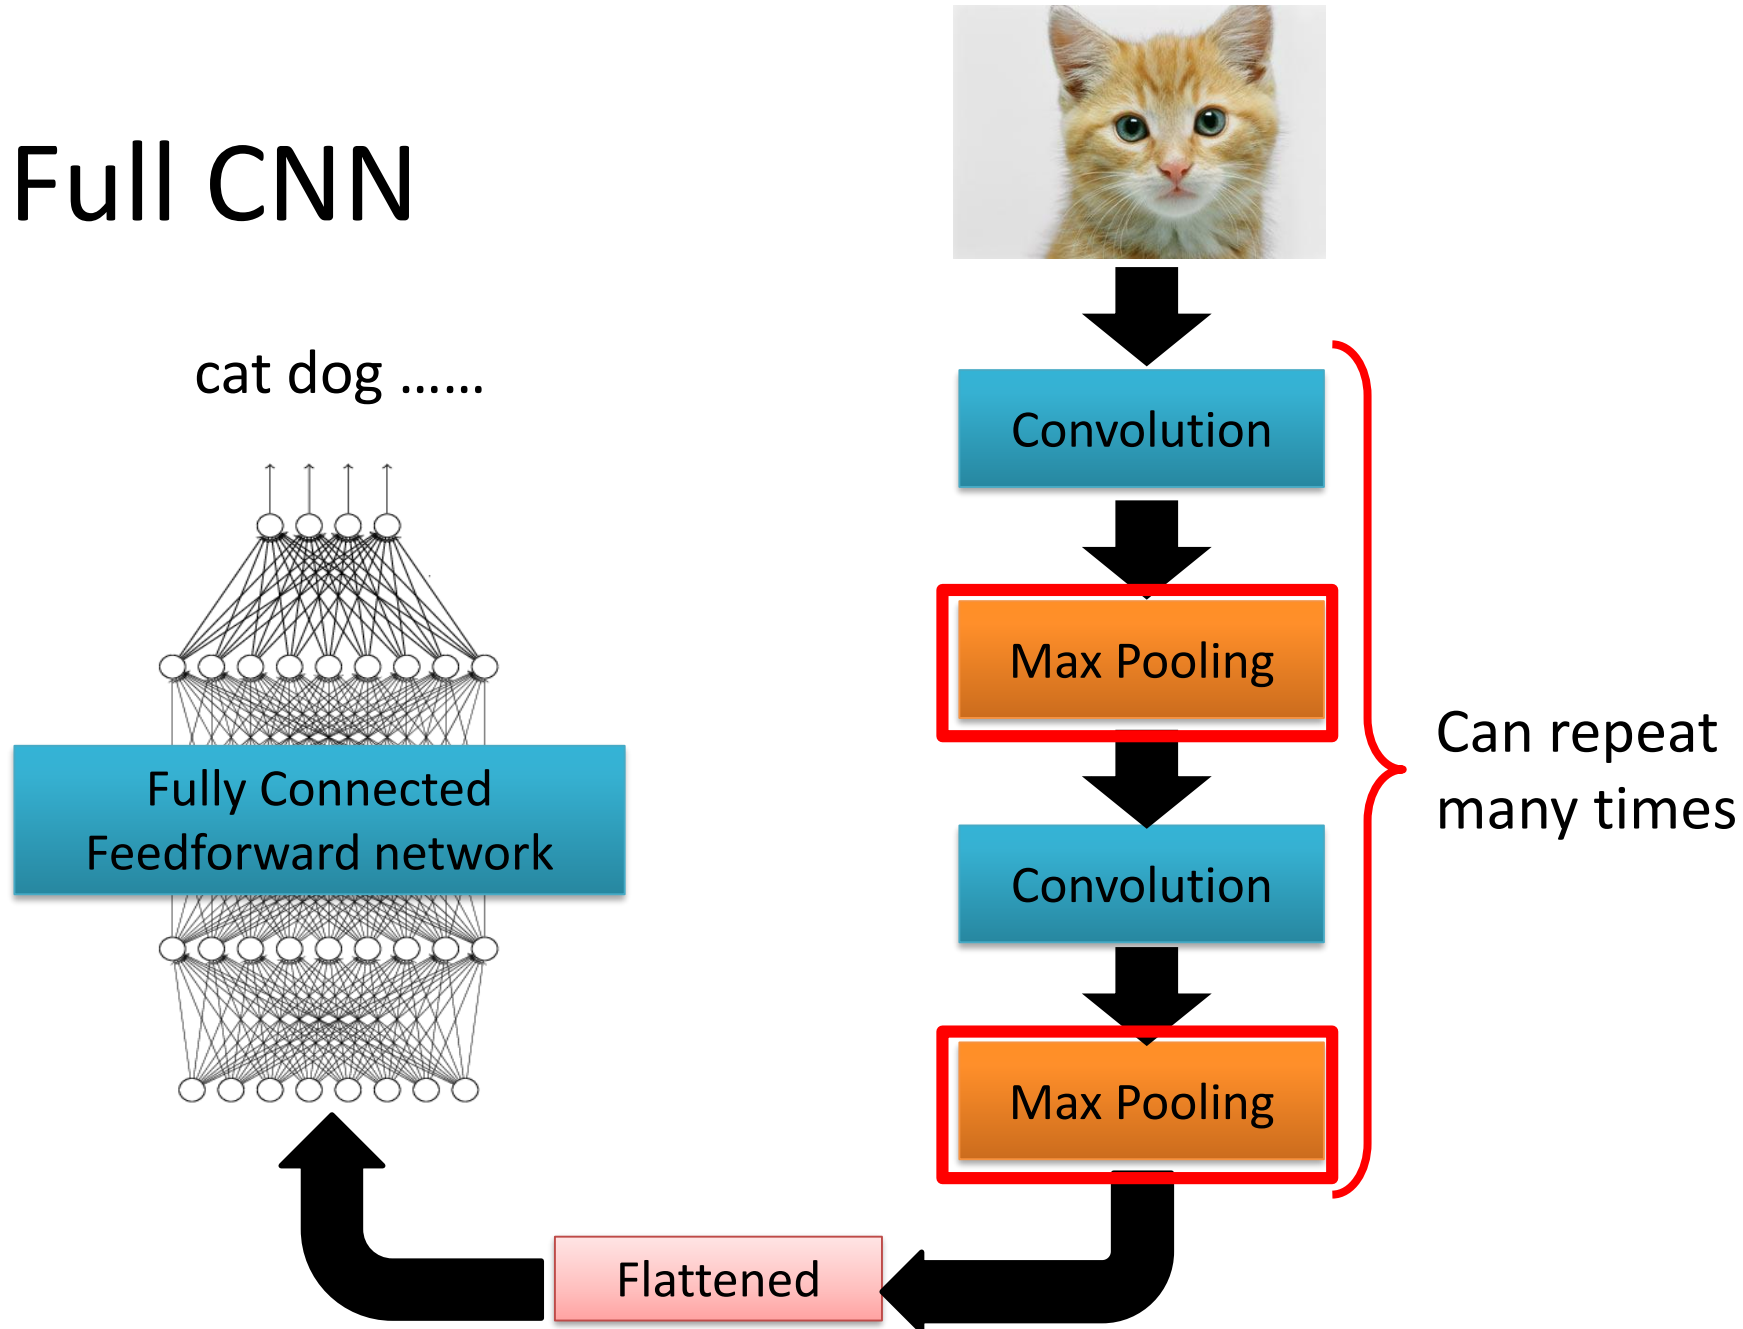 Full CNN
cat dog ......
Convolution
Max Pooling
Convolution
Max Pooling
Can repeat
many times
Flattened
Fully Connected
Feedforward network